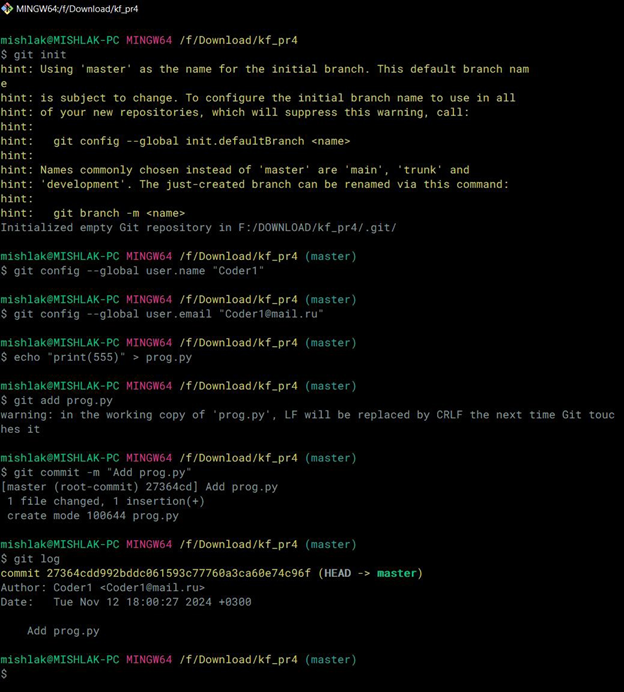 MINGW64:/f/Download/kf_pr4
mishlak@MISHLAK-PC MINGW64 /f/Download/kf_pr4
$ git init
hint: Using 'master' as the name for the initial branch. This default branch nam
e
hint: is subject to change. To configure the initial branch name to use in all
hint: of your new repositories, which will suppress this warning, call:
hint:
hint:   git config --global init.defaultBranch <name>
hint:
hint: Names commonly chosen instead of 'master' are 'main', 'trunk' and
hint: 'development'. The just-created branch can be renamed via this command:
hint:
hint:   git branch -m <name>
Initialized empty Git repository in F:/DOWNLOAD/kf_pr4/.git/
mishlak@MISHLAK-PC MINGW64 /f/Download/kf_pr4 (master)
$ git config --global user.name "Coder1"
mishlak@MISHLAK-PC MINGW64 /f/Download/kf_pr4 (master)
$ git config --global user.email "Coder1@mail.ru"
mishlak@MISHLAK-PC MINGW64 /f/Download/kf_pr4 (master)
$ echo "print(555)" > prog.py
mishlak@MISHLAK-PC MINGW64 /f/Download/kf_pr4 (master)
$ git add prog.py
warning: in the working copy of 'prog.py', LF will be replaced by CRLF the next time Git touc
hes it
mishlak@MISHLAK-PC MINGW64 /f/Download/kf_pr4 (master)
$ git commit -m "Add prog.py"
[master (root-commit) 27364cd] Add prog.py
 1 file changed, 1 insertion(+)
 create mode 100644 prog.py
mishlak@MISHLAK-PC MINGW64 /f/Download/kf_pr4 (master)
$ git log
commit 27364cdd992bddc061593c77760a3ca60e74c96f (HEAD -> master)
Author: Coder1 <Coder1@mail.ru>
Date:   Tue Nov 12 18:00:27 2024 +0300
    Add prog.py
mishlak@MISHLAK-PC MINGW64 /f/Download/kf_pr4 (master)
$